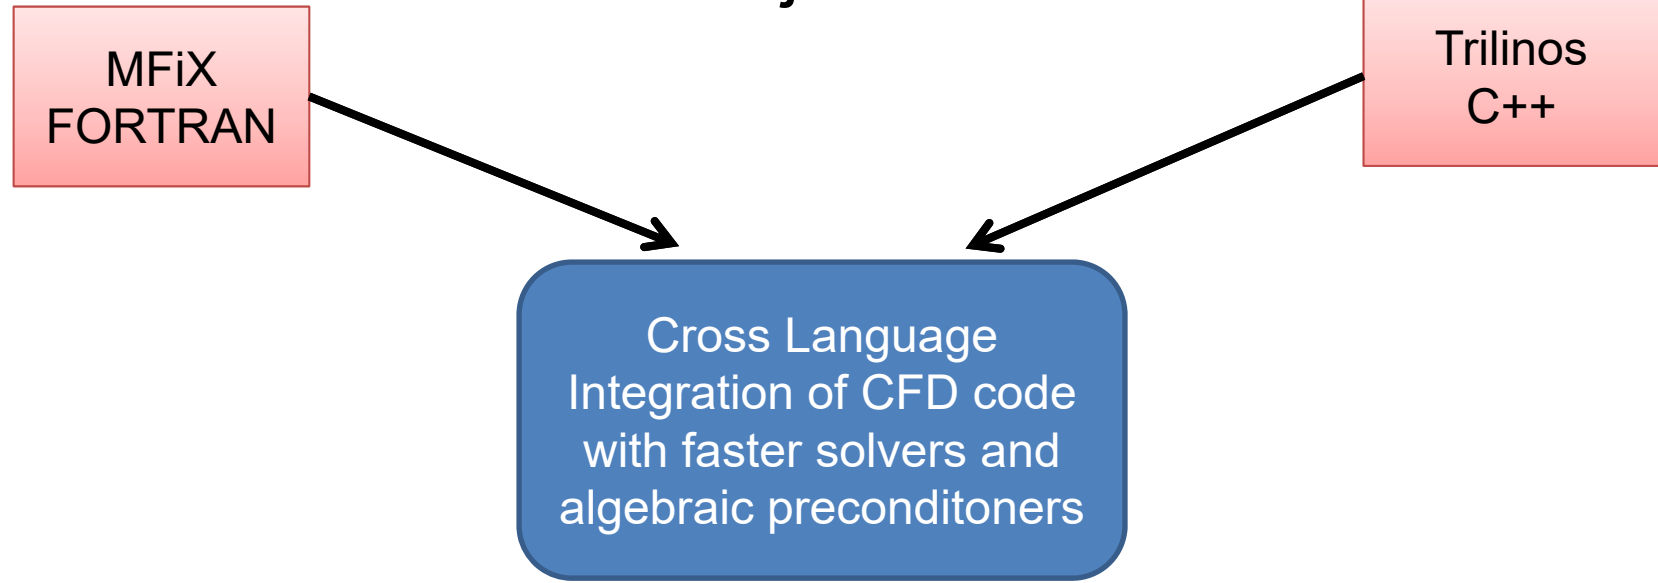 MFiX
FORTRAN
Trilinos
C++
Cross Language
Integration of CFD code
with faster solvers and
algebraic preconditoners